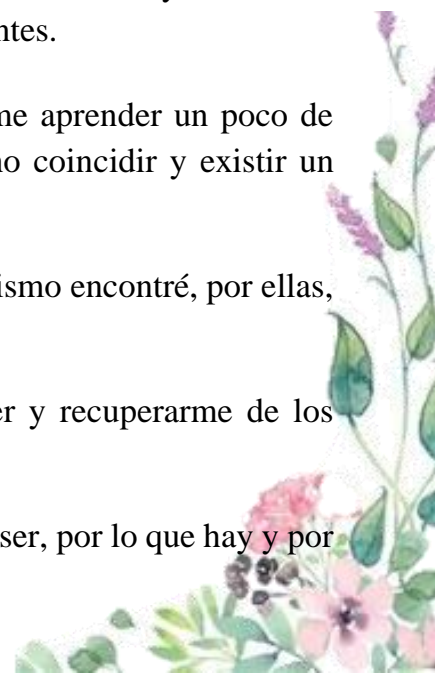 ntes.
me aprender un poco de
no coincidir y existir un
ismo encontré, por ellas,
er y recuperarme de los
ser, por lo que hay y por